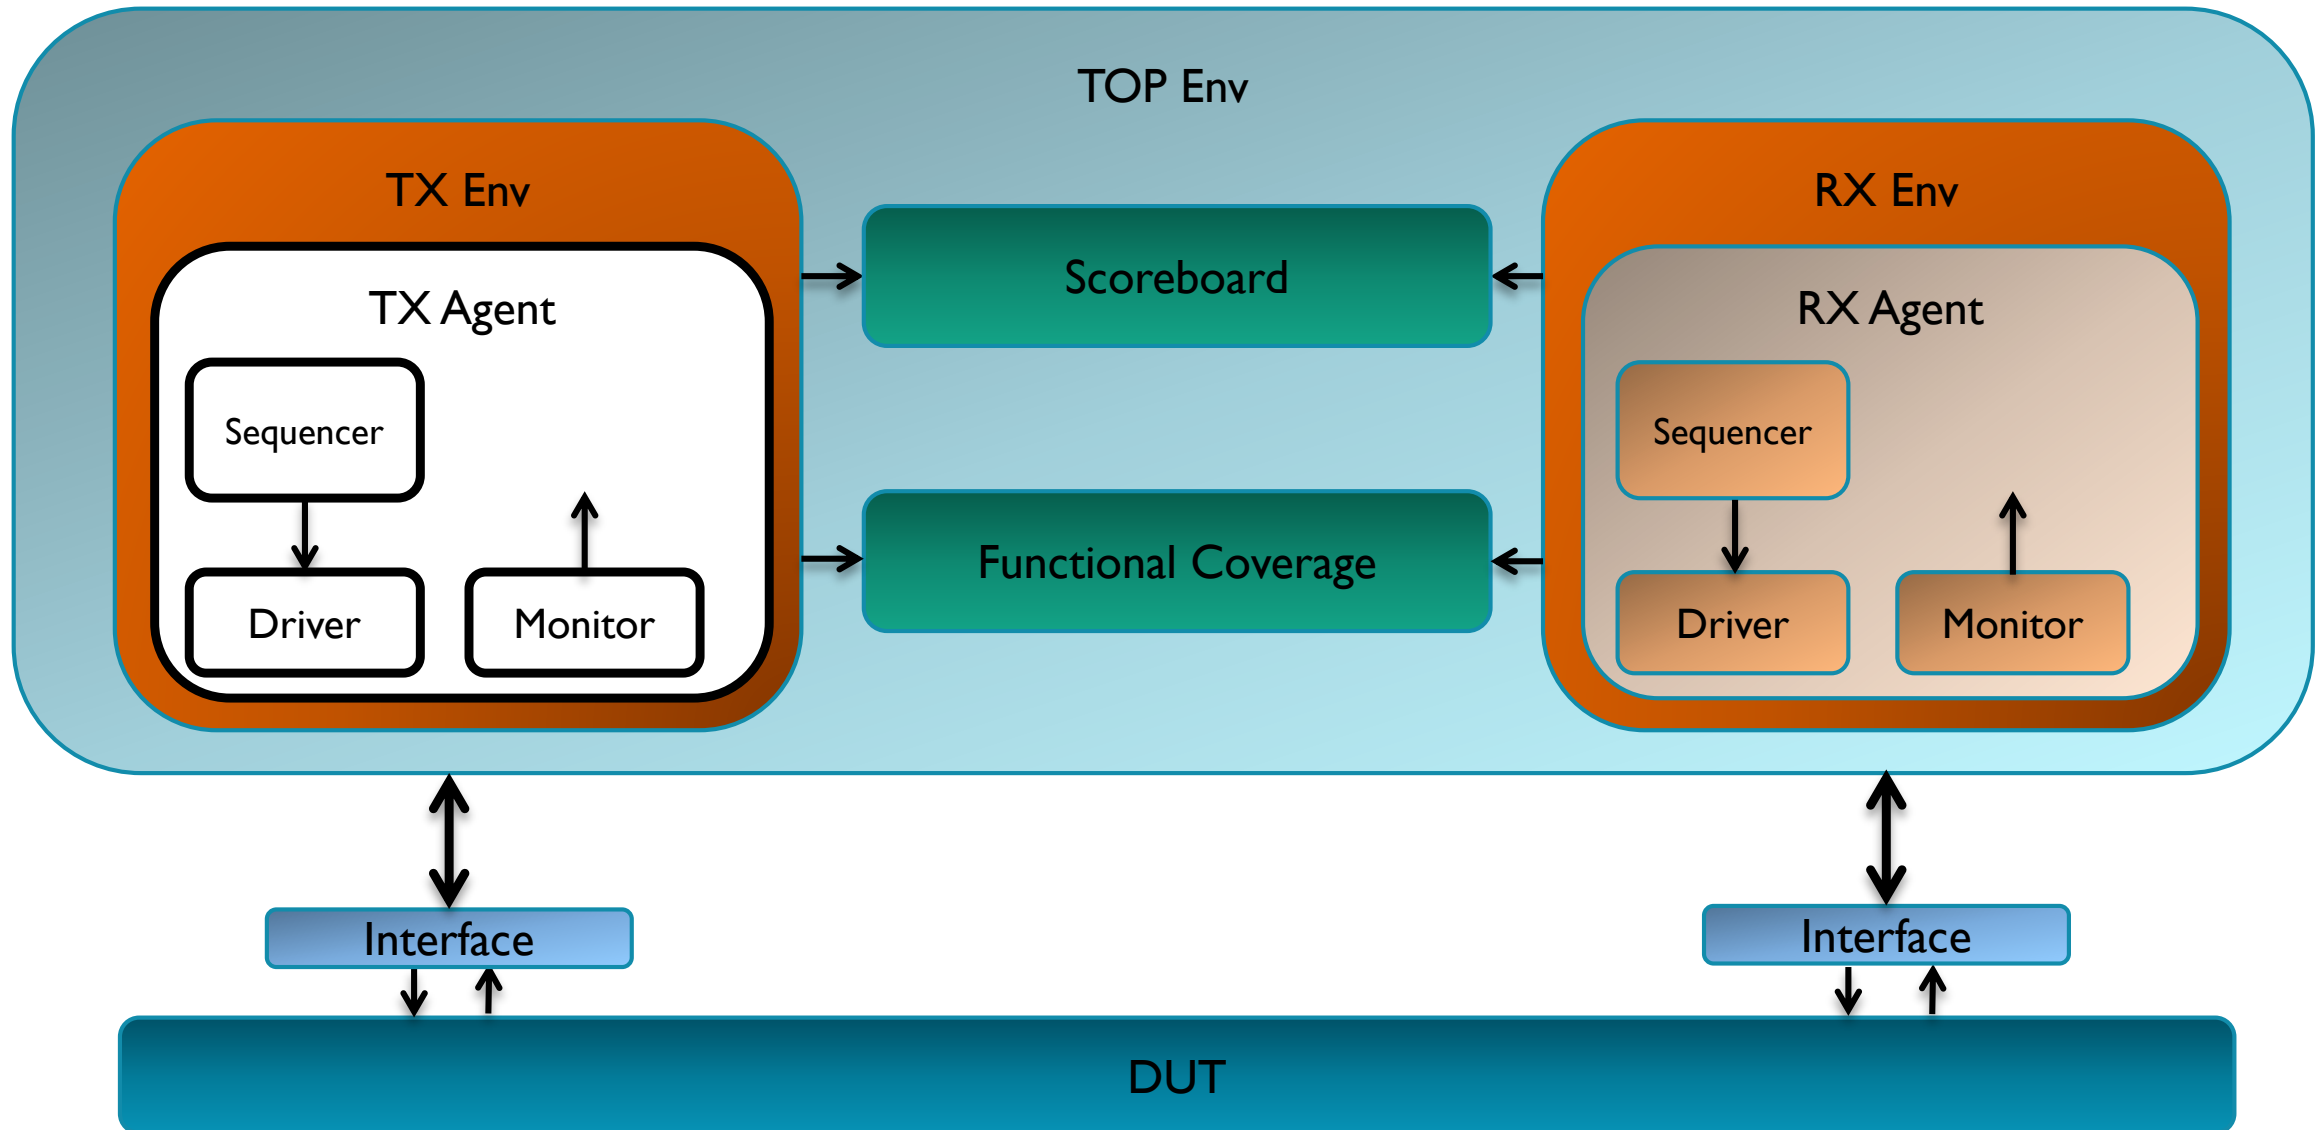 TOP Env
TX Env
RX Env
TX Agent
Scoreboard
RX Agent
Sequencer
Sequencer
Driver
Monitor
Functional Coverage
Driver
Monitor
Interface
Interface
DUT